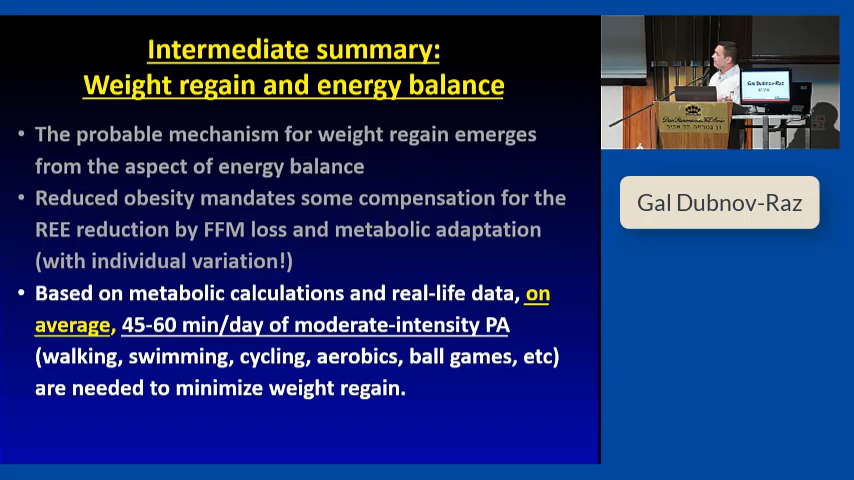 Intermediate summary:
Weight regain and energy balance
• The probable mechanism for weight regain emerges
from the aspect of energy balance
• Reduced obesity mandates some compensation for the
REE reduction by FFM loss and metabolic adaptation
(with individual variation!)
• Based on metabolic calculations and real-life data, on
average, 45-60 min/day of moderate-intensity PA
(walking, swimming, cycling, aerobics, ball games, etc)
are needed to minimize weight regain.
Gal Dubnov-Raz
Gal Dubnov-Raz